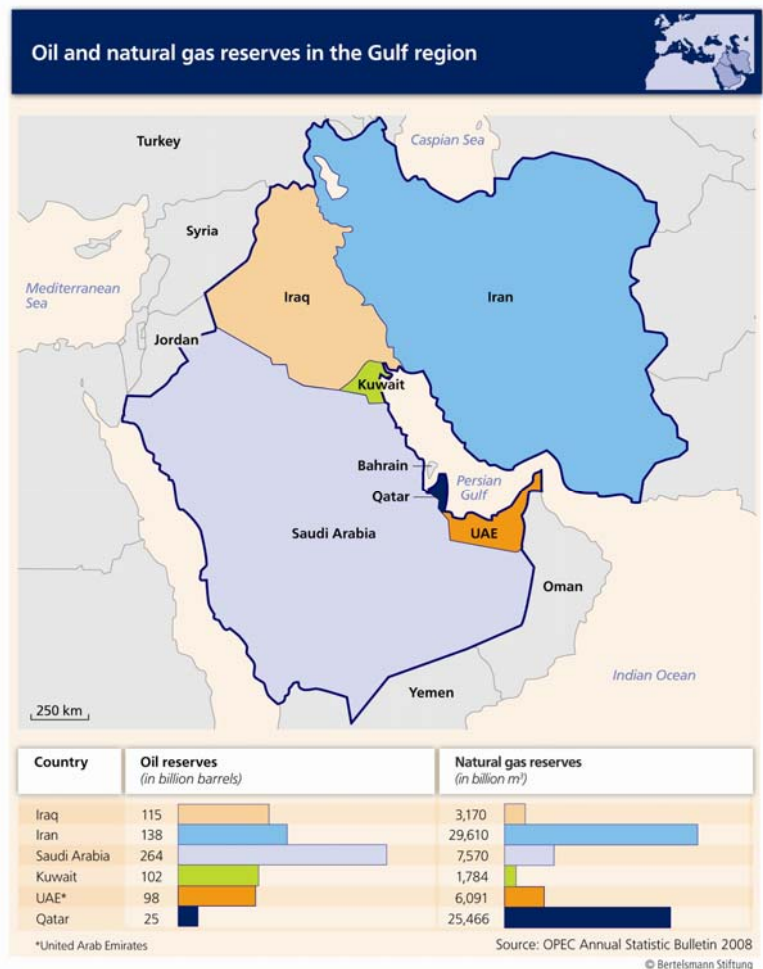 Oil and natural gas reserves in the Gulf region
Turkey
Caspian Sea
Syria
Mediterranean
Sea
Iraq
Iran
Jordan
Kuwait
Bahrain
Persian
Gulf
Qatar
Saudi Arabia
UAE
Oman
Indian Ocean
Yemen
250 km
Country Oil reserves Natural gas reserves
(in billion barrels) (in billion m³)
Iraq 115 3,170
Iran 138 29,610
Saudi Arabia 264 7,570
Kuwait 102 1,784
UAE* 98 6,091
Qatar 25 25,466
*United Arab Emirates Source: OPEC Annual Statistic Bulletin 2008
© Bertelsmann Stiftung